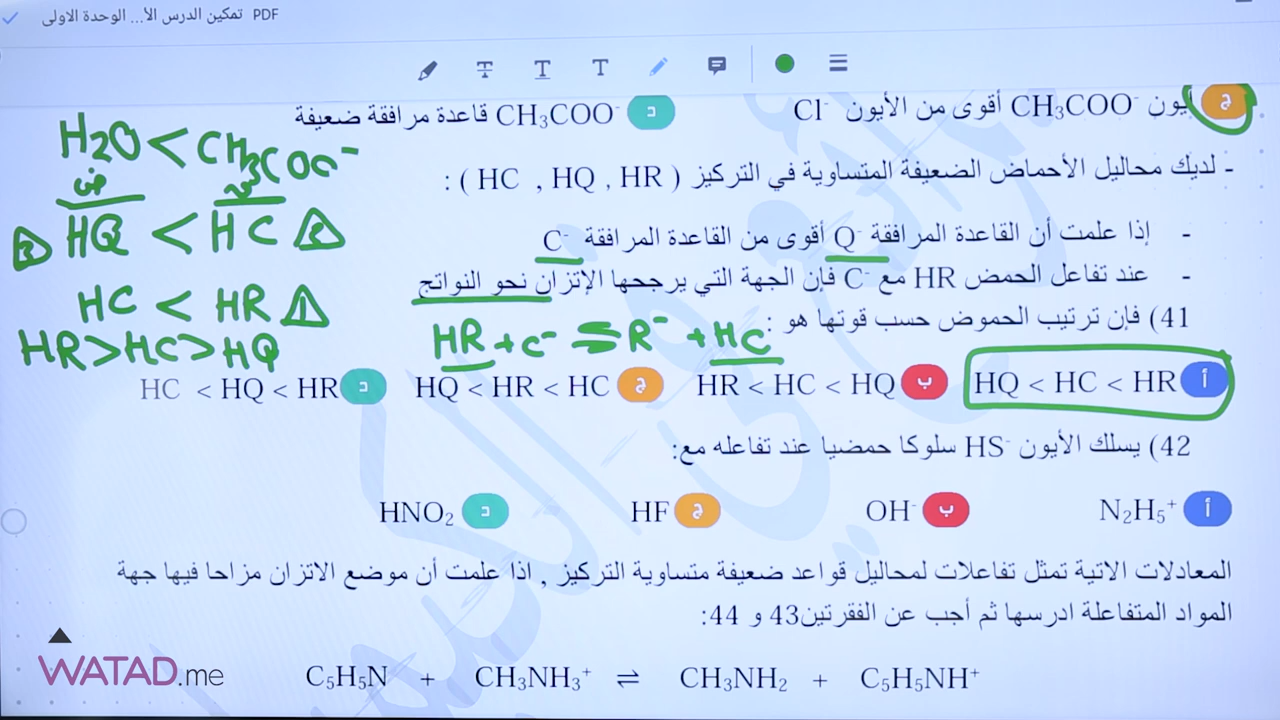 PDF تمكين الدرس الأ... الوحدة الاولى
ج أيون CH₃COO⁻ أقوى من الأيون Cl⁻ د CH₃COO⁻ قاعدة مرافقة ضعيفة
H2O < CH3COO⁻
- لديك محاليل الأحماض الضعيفة المتساوية في التركيز ( HC , HQ , HR ) :
HQ < HC
- إذا علمت أن القاعدة المرافقة Q⁻ أقوى من القاعدة المرافقة C⁻
- عند تفاعل الحمض HR مع C⁻ فإن الجهة التي يرجحها الإتزان نحو النواتج
HC < HR 1
41) فإن ترتيب الحموض حسب قوتها هو :
HR + C⁻ ⇌ R⁻ + HC
HR > HC > HQ
أ HQ < HC < HR ب HR < HC < HQ ج HQ < HR < HC د HC < HQ < HR
42) يسلك الأيون HS⁻ سلوكا حمضيا عند تفاعله مع:
أ N₂H₅⁺ ب OH⁻ ج HF د HNO₂
المعادلات الاتية تمثل تفاعلات لمحاليل قواعد ضعيفة متساوية التركيز , اذا علمت أن موضع الاتزان مزاحا فيها جهة
المواد المتفاعلة ادرسها ثم أجب عن الفقرتين43 و 44:
C₅H₅N + CH₃NH₃⁺ ⇌ CH₃NH₂ + C₅H₅NH⁺
WATAD.me